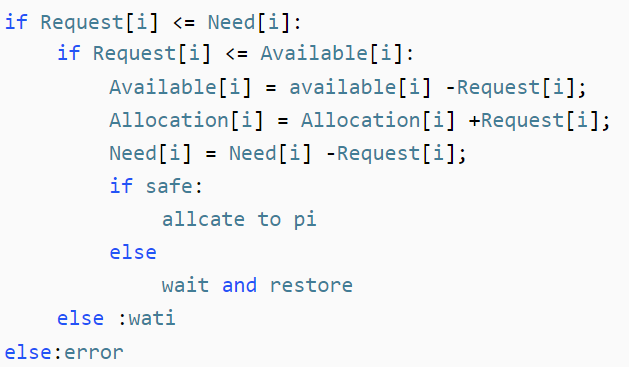 if Request[i] <= Need[i]:
    if Request[i] <= Available[i]:
        Available[i] = available[i] -Request[i];
        Allocation[i] = Allocation[i] +Request[i];
        Need[i] = Need[i] -Request[i];
        if safe:
            allcate to pi
        else
            wait and restore
    else :wati
else:error